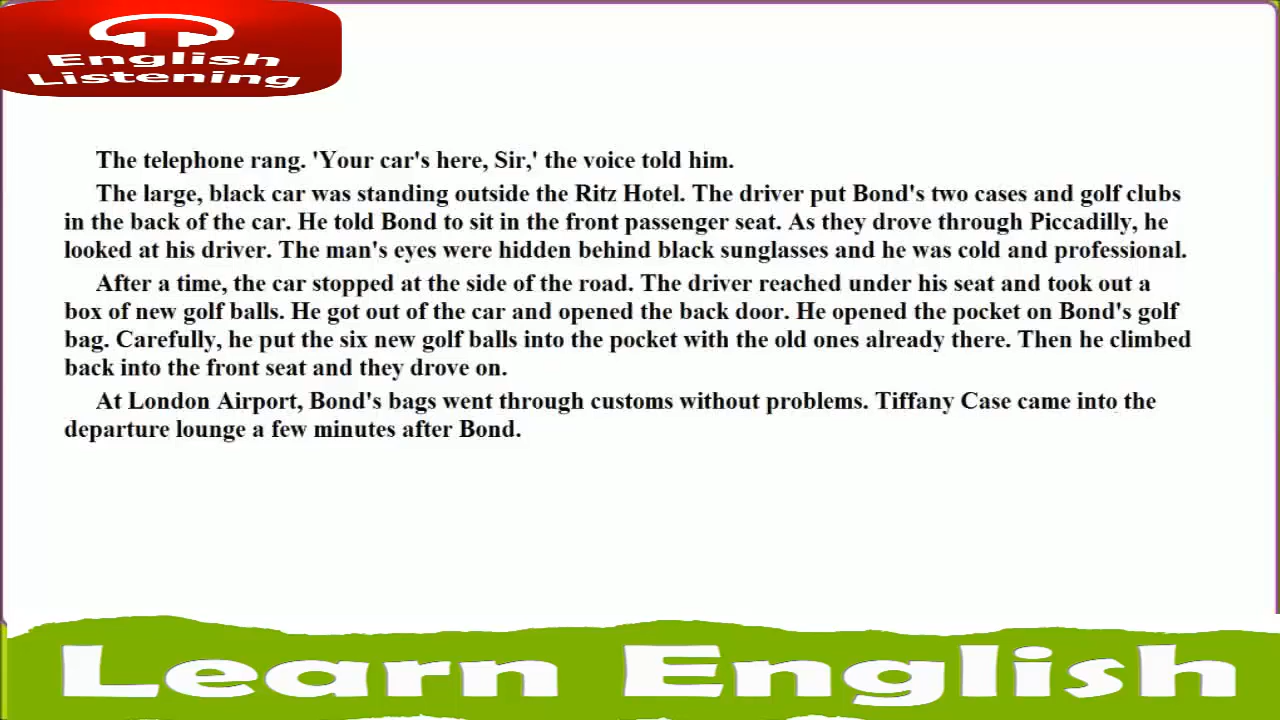 English
Listening
The telephone rang. 'Your car's here, Sir,' the voice told him.
The large, black car was standing outside the Ritz Hotel. The driver put Bond's two cases and golf clubs
in the back of the car. He told Bond to sit in the front passenger seat. As they drove through Piccadilly, he
looked at his driver. The man's eyes were hidden behind black sunglasses and he was cold and professional.
After a time, the car stopped at the side of the road. The driver reached under his seat and took out a
box of new golf balls. He got out of the car and opened the back door. He opened the pocket on Bond's golf
bag. Carefully, he put the six new golf balls into the pocket with the old ones already there. Then he climbed
back into the front seat and they drove on.
At London Airport, Bond's bags went through customs without problems. Tiffany Case came into the
departure lounge a few minutes after Bond.
Learn English